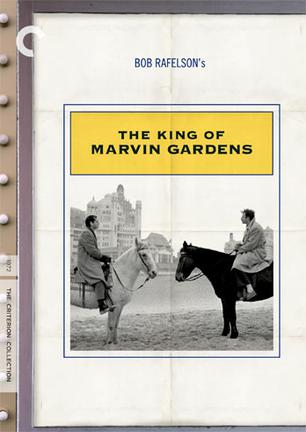 BOB RAFELSON's
THE KING OF
MARVIN GARDENS
1972
THE CRITERION COLLECTION